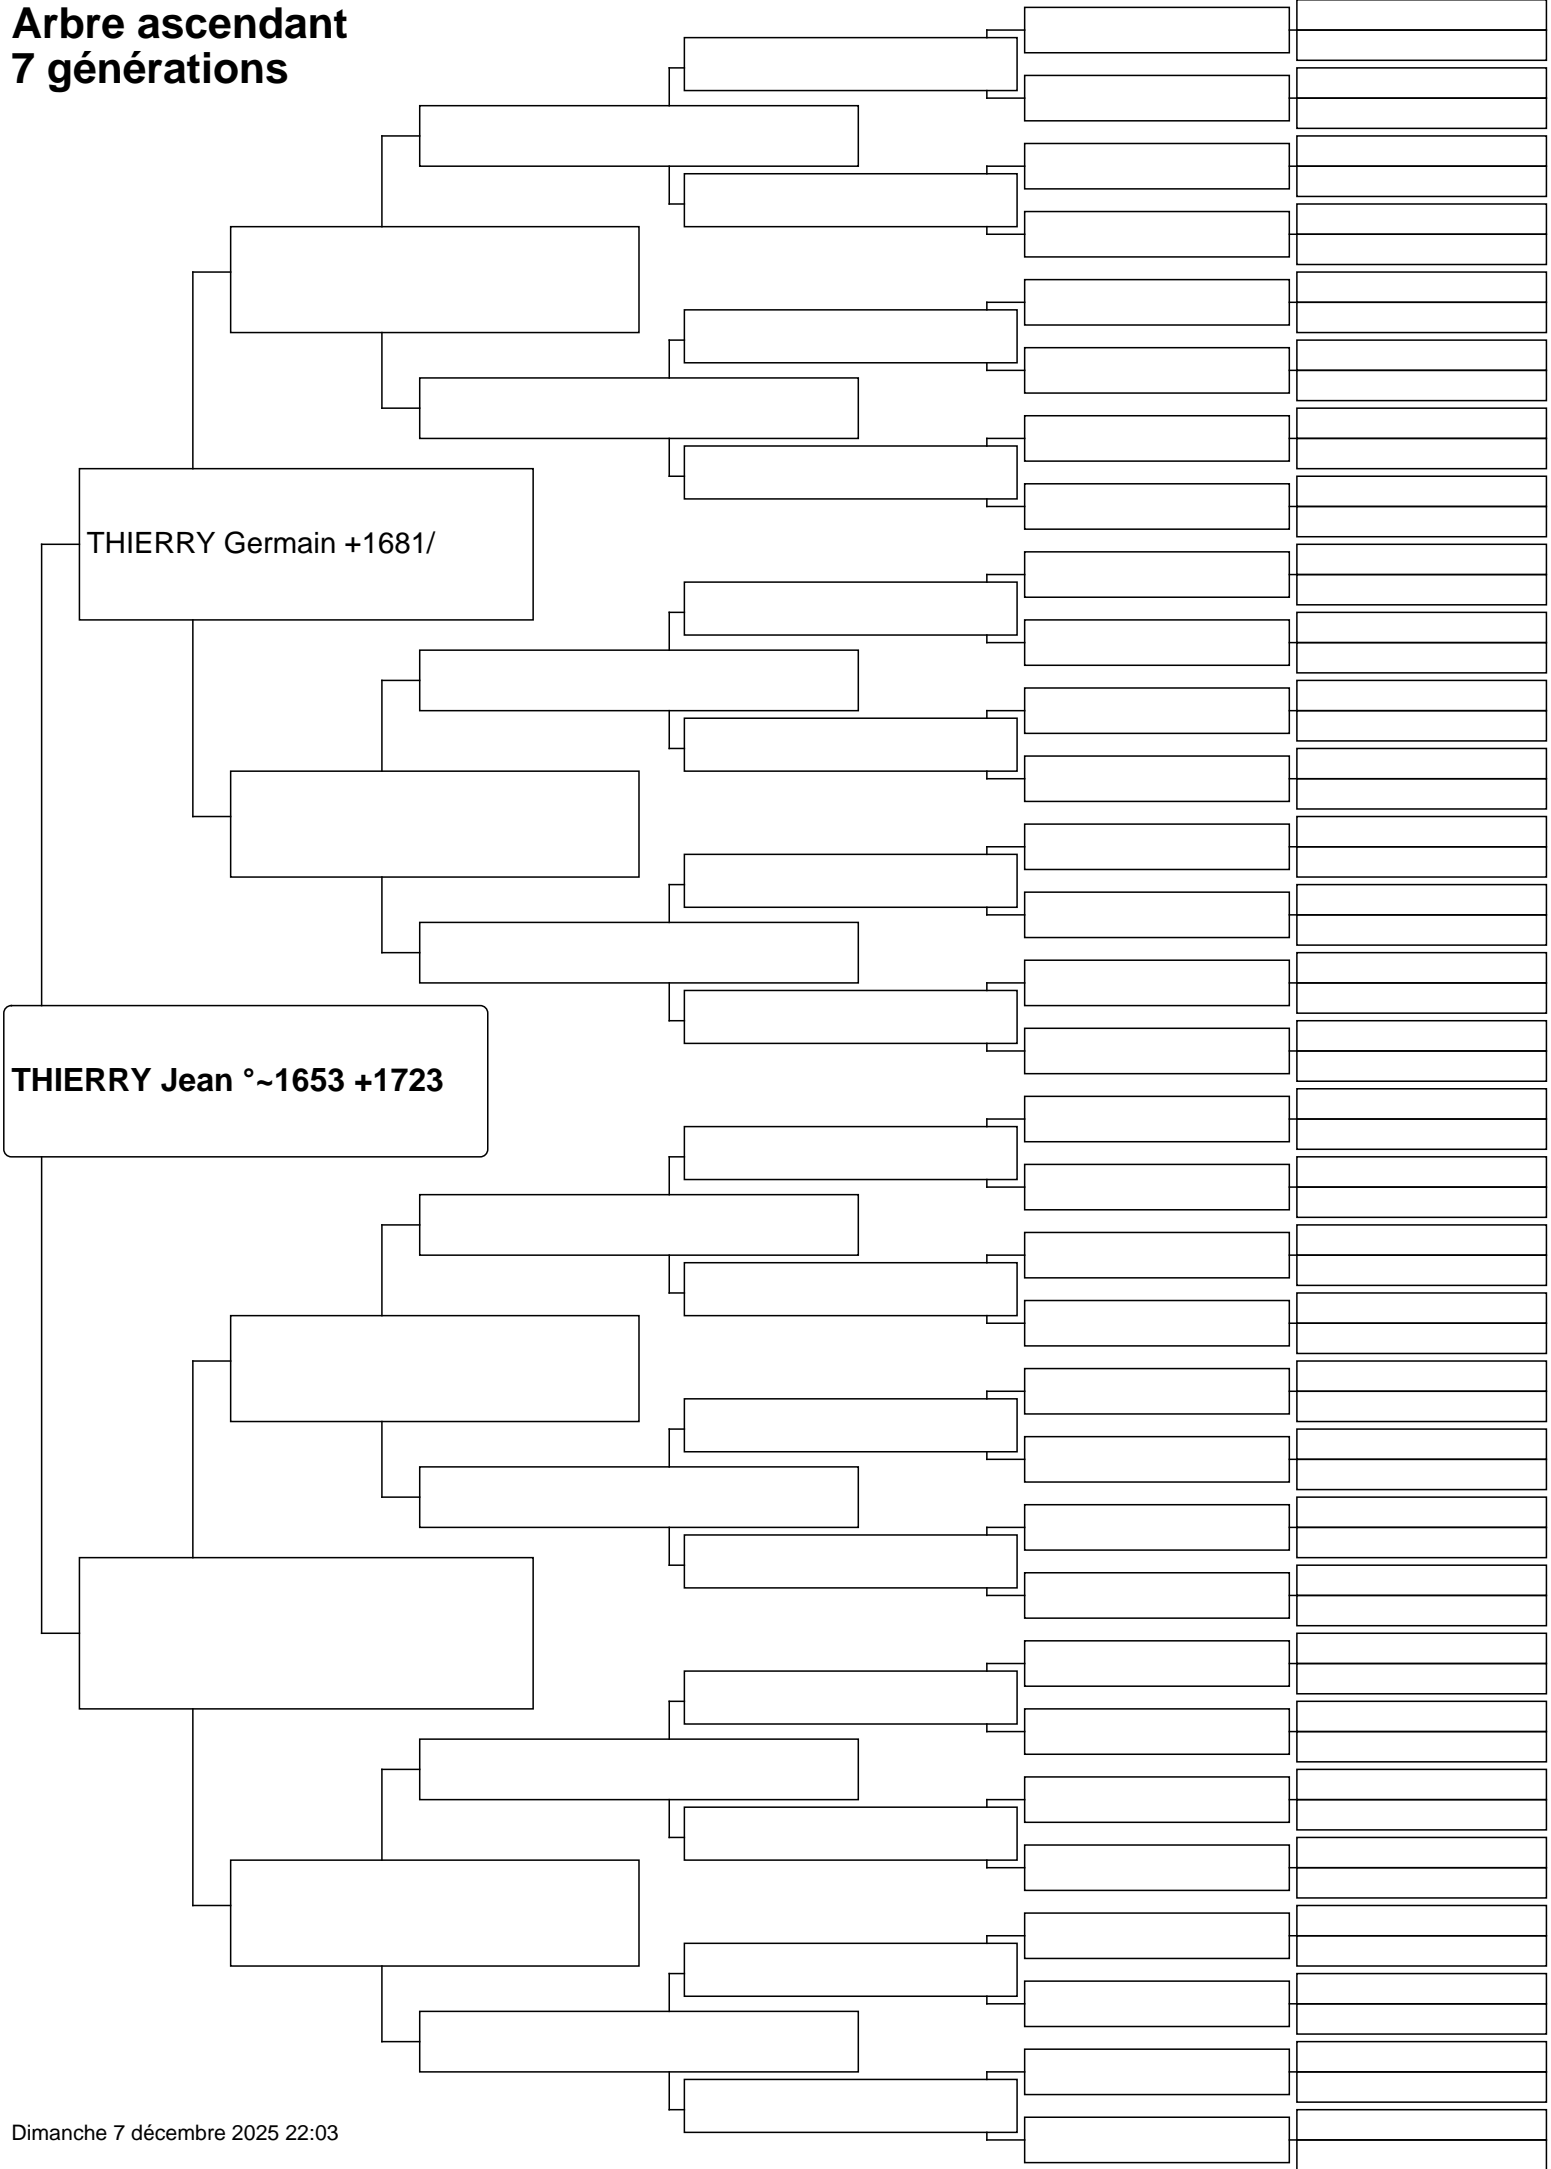 Arbre ascendant
7 générations
THIERRY Germain +1681/
THIERRY Jean °~1653 +1723
Dimanche 7 décembre 2025 22:03